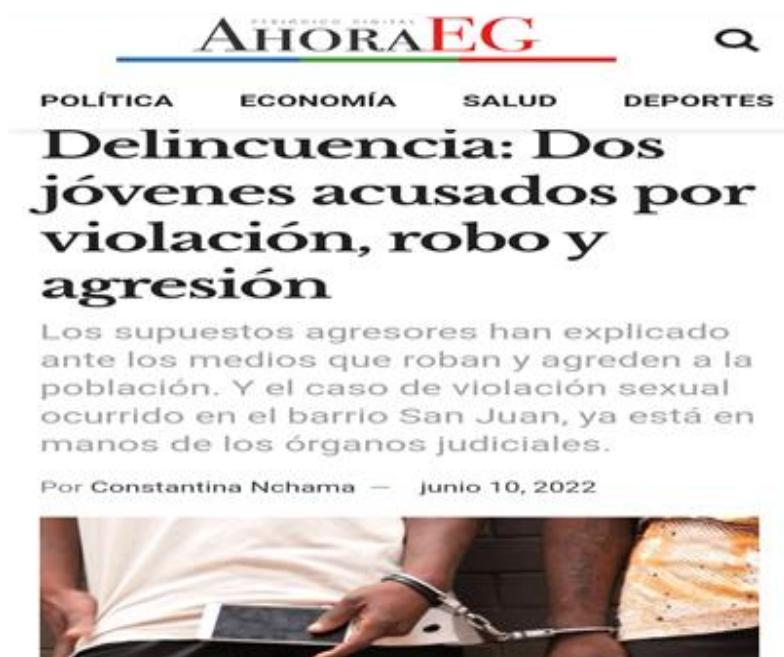 PERIÓDICO DIGITAL
AHORAEG
POLÍTICA ECONOMÍA SALUD DEPORTES
Delincuencia: Dos
jóvenes acusados por
violación, robo y
agresión
Los supuestos agresores han explicado
ante los medios que roban y agreden a la
población. Y el caso de violación sexual
ocurrido en el barrio San Juan, ya está en
manos de los órganos judiciales.
Por Constantina Nchama — junio 10, 2022